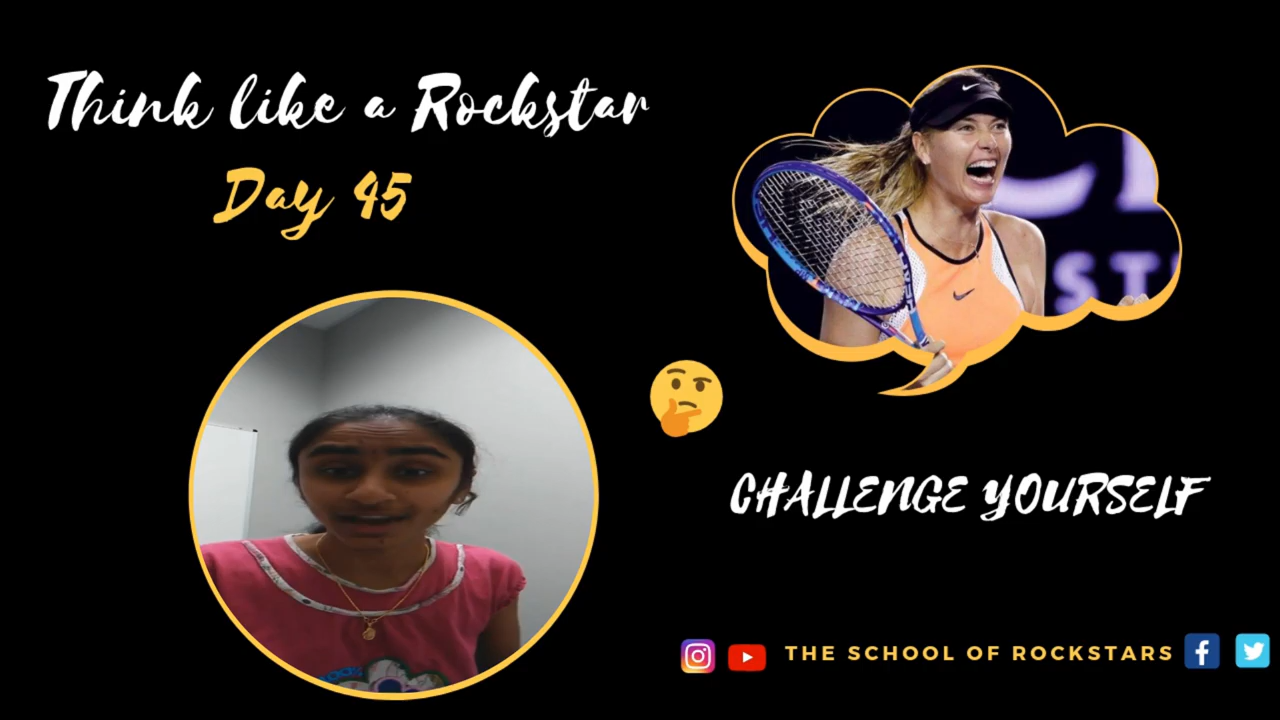 Think like a Rockstar
Day 45
CHALLENGE YOURSELF
THE SCHOOL OF ROCKSTARS